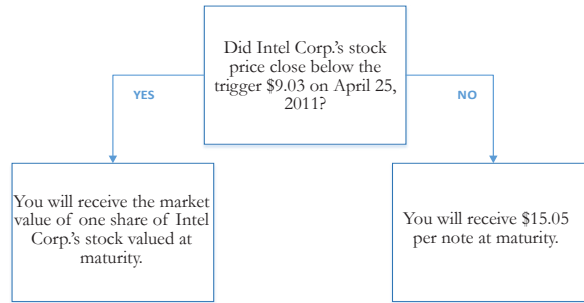 Did Intel Corp.'s stock
price close below the
trigger $9.03 on April 25,
2011?
YES
NO
You will receive the market
value of one share of Intel
Corp.'s stock valued at
maturity.
You will receive $15.05
per note at maturity.